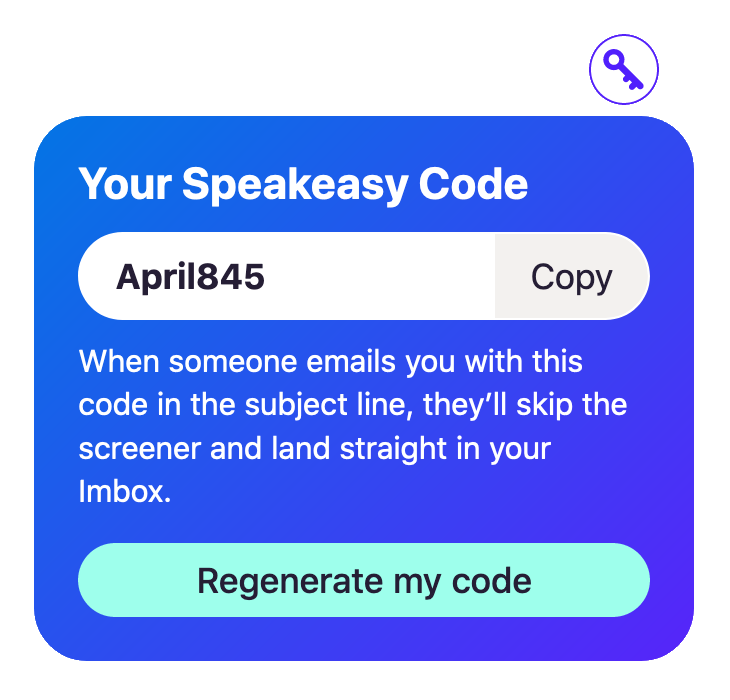 Your Speakeasy Code
April845
Copy
When someone emails you with this
code in the subject line, they’ll skip the
screener and land straight in your
Imbox.
Regenerate my code